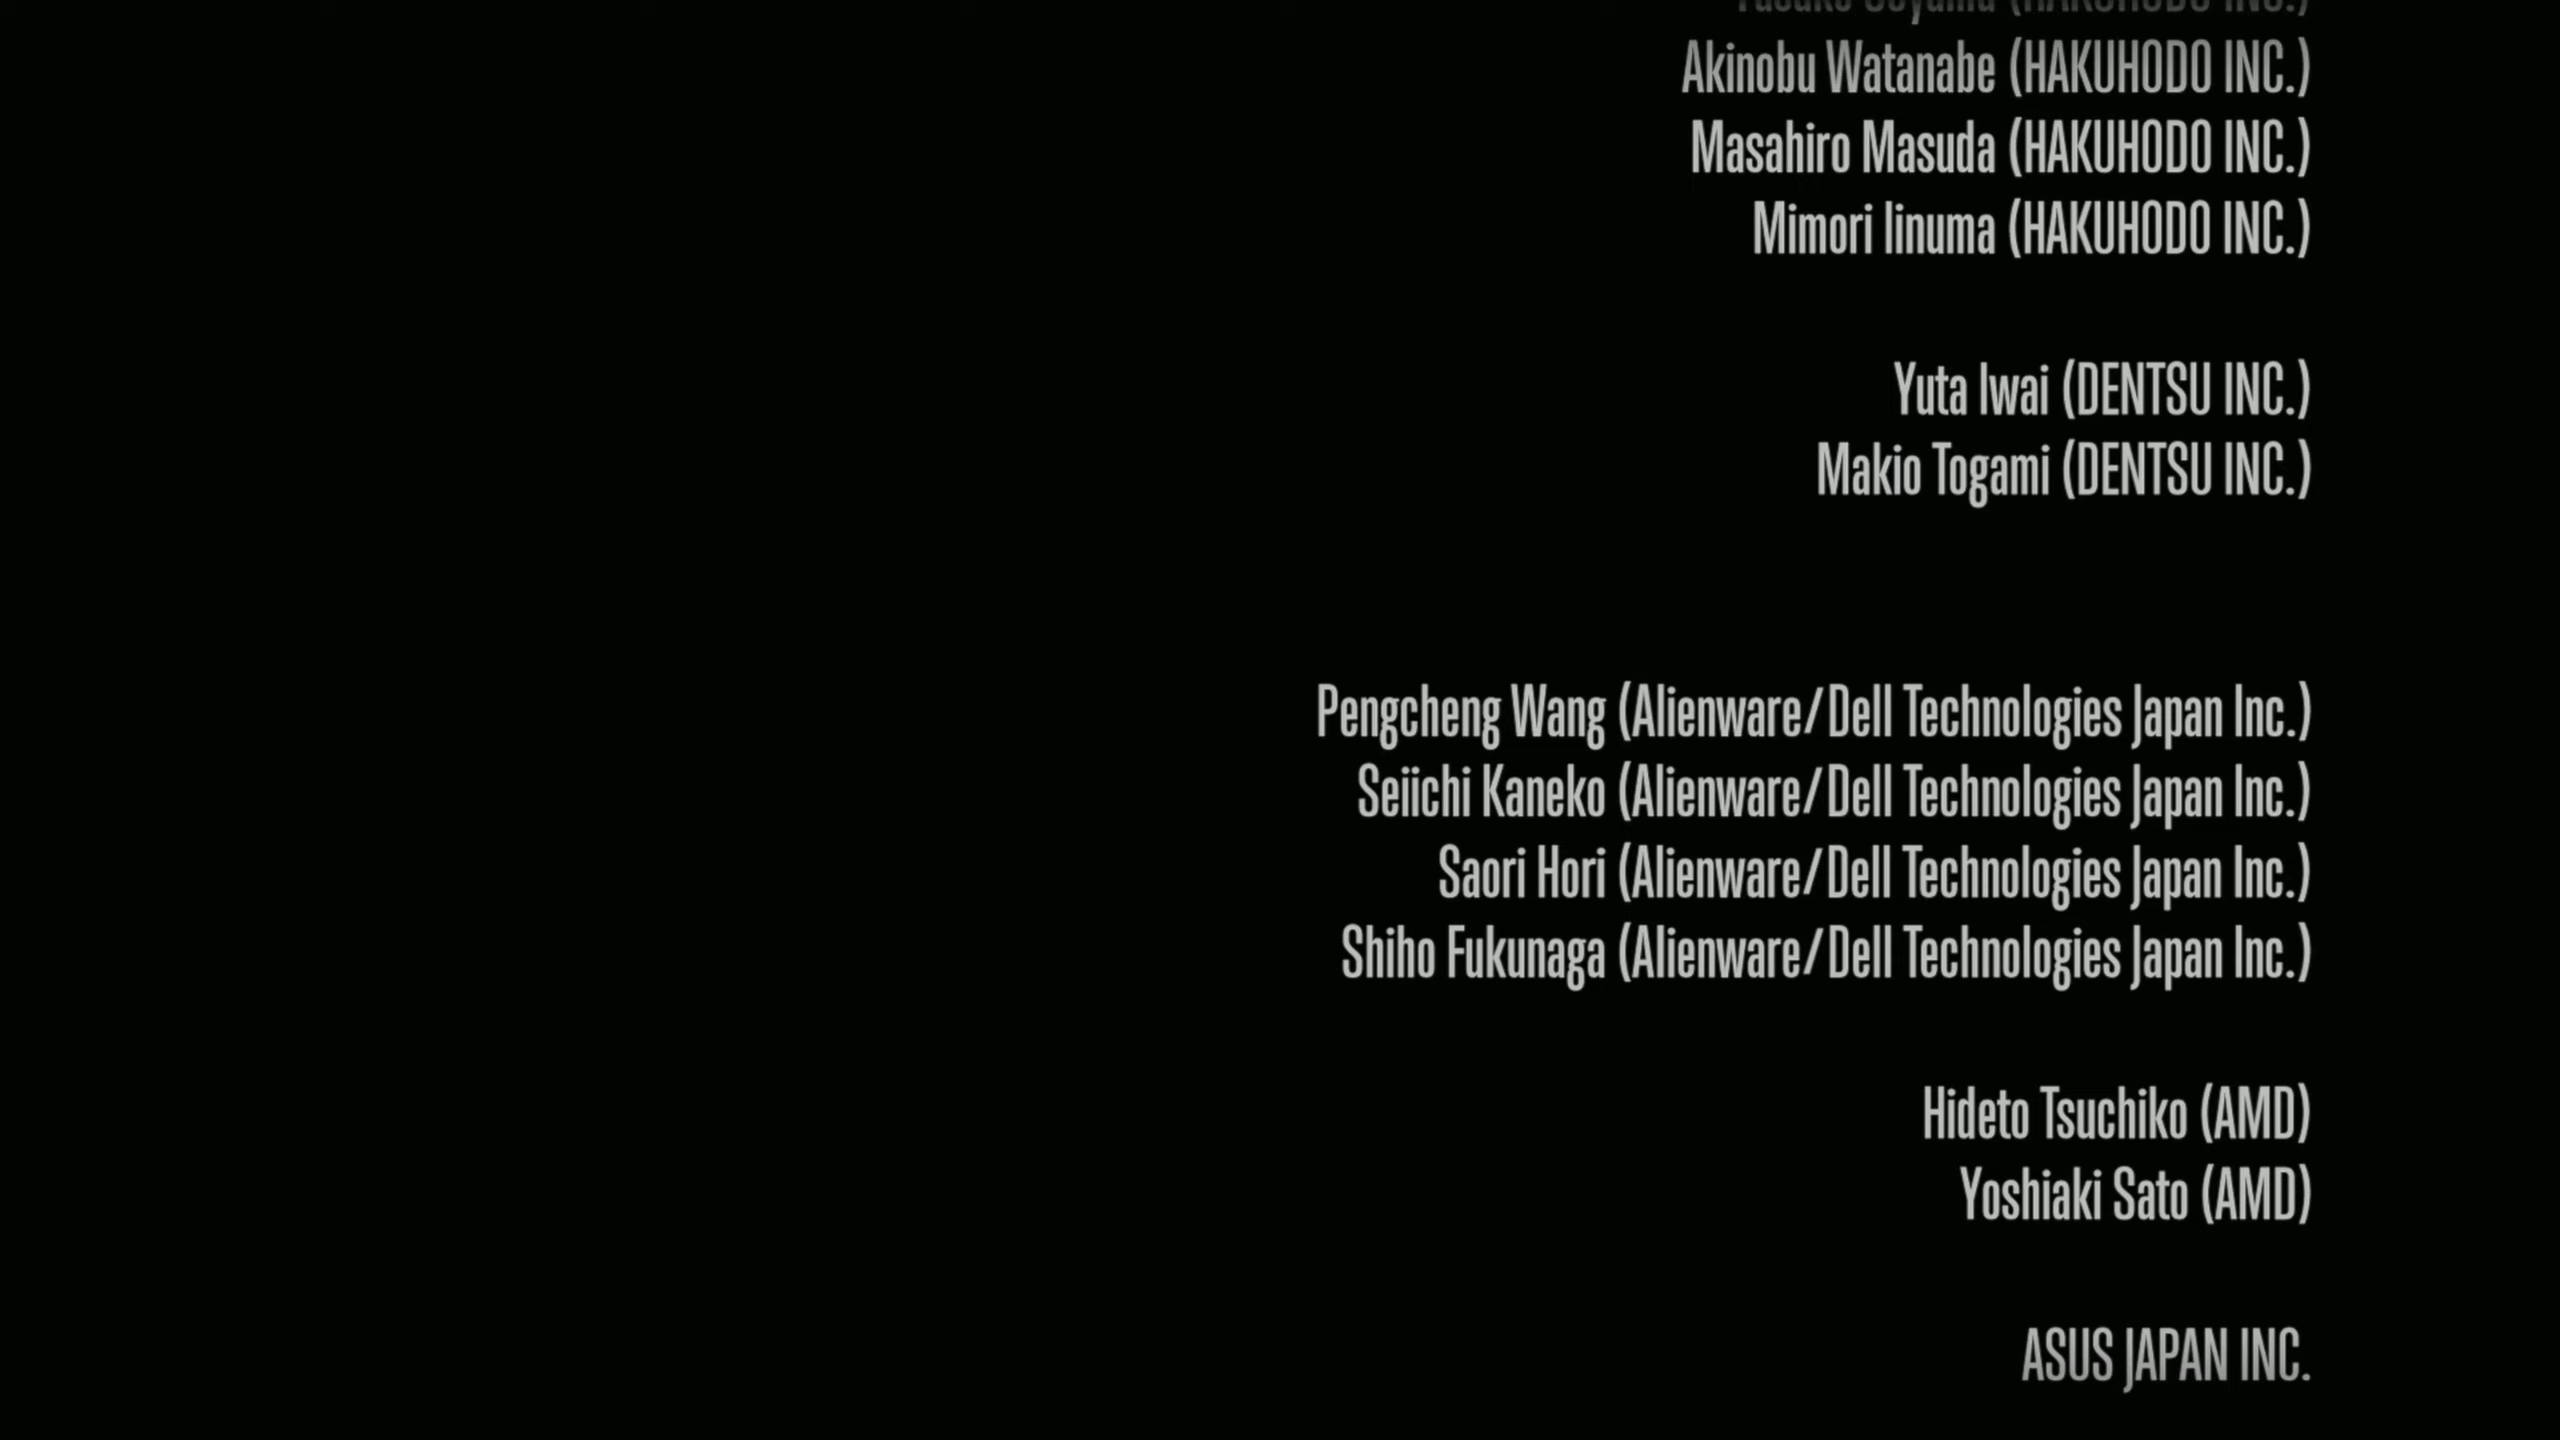 (HAKUHODO INC.)
Akinobu Watanabe (HAKUHODO INC.)
Masahiro Masuda (HAKUHODO INC.)
Mimori Iinuma (HAKUHODO INC.)
Yuta Iwai (DENTSU INC.)
Makio Togami (DENTSU INC.)
Pengcheng Wang (Alienware/Dell Technologies Japan Inc.)
Seiichi Kaneko (Alienware/Dell Technologies Japan Inc.)
Saori Hori (Alienware/Dell Technologies Japan Inc.)
Shiho Fukunaga (Alienware/Dell Technologies Japan Inc.)
Hideto Tsuchiko (AMD)
Yoshiaki Sato (AMD)
ASUS JAPAN INC.